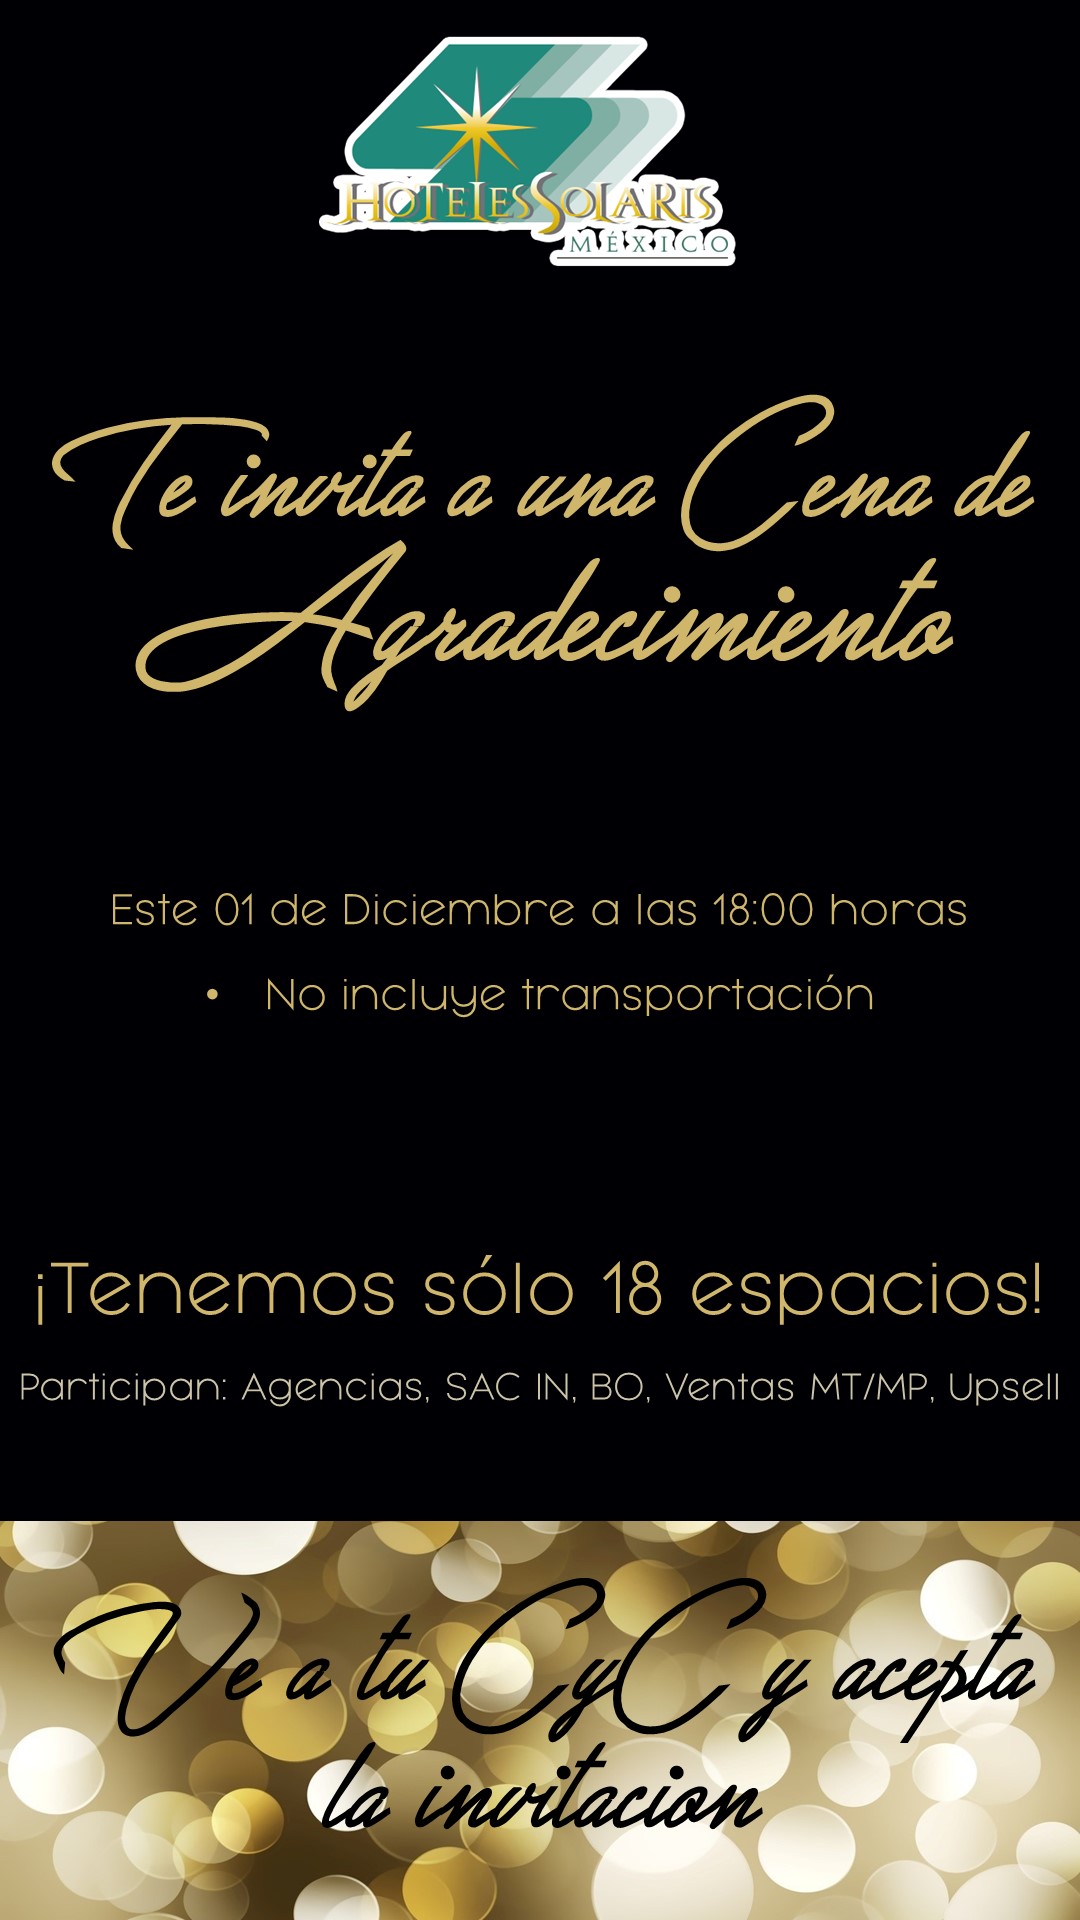 HOTELES SOLARIS
MÉXICO
Te invita a una Cena de
Agradecimiento
Este 01 de Diciembre a las 18:00 horas
• No incluye transportación
¡Tenemos sólo 18 espacios!
Participan: Agencias, SAC IN, BO, Ventas MT/MP, Upsell
Ve a tu CyC y acepta
la invitacion